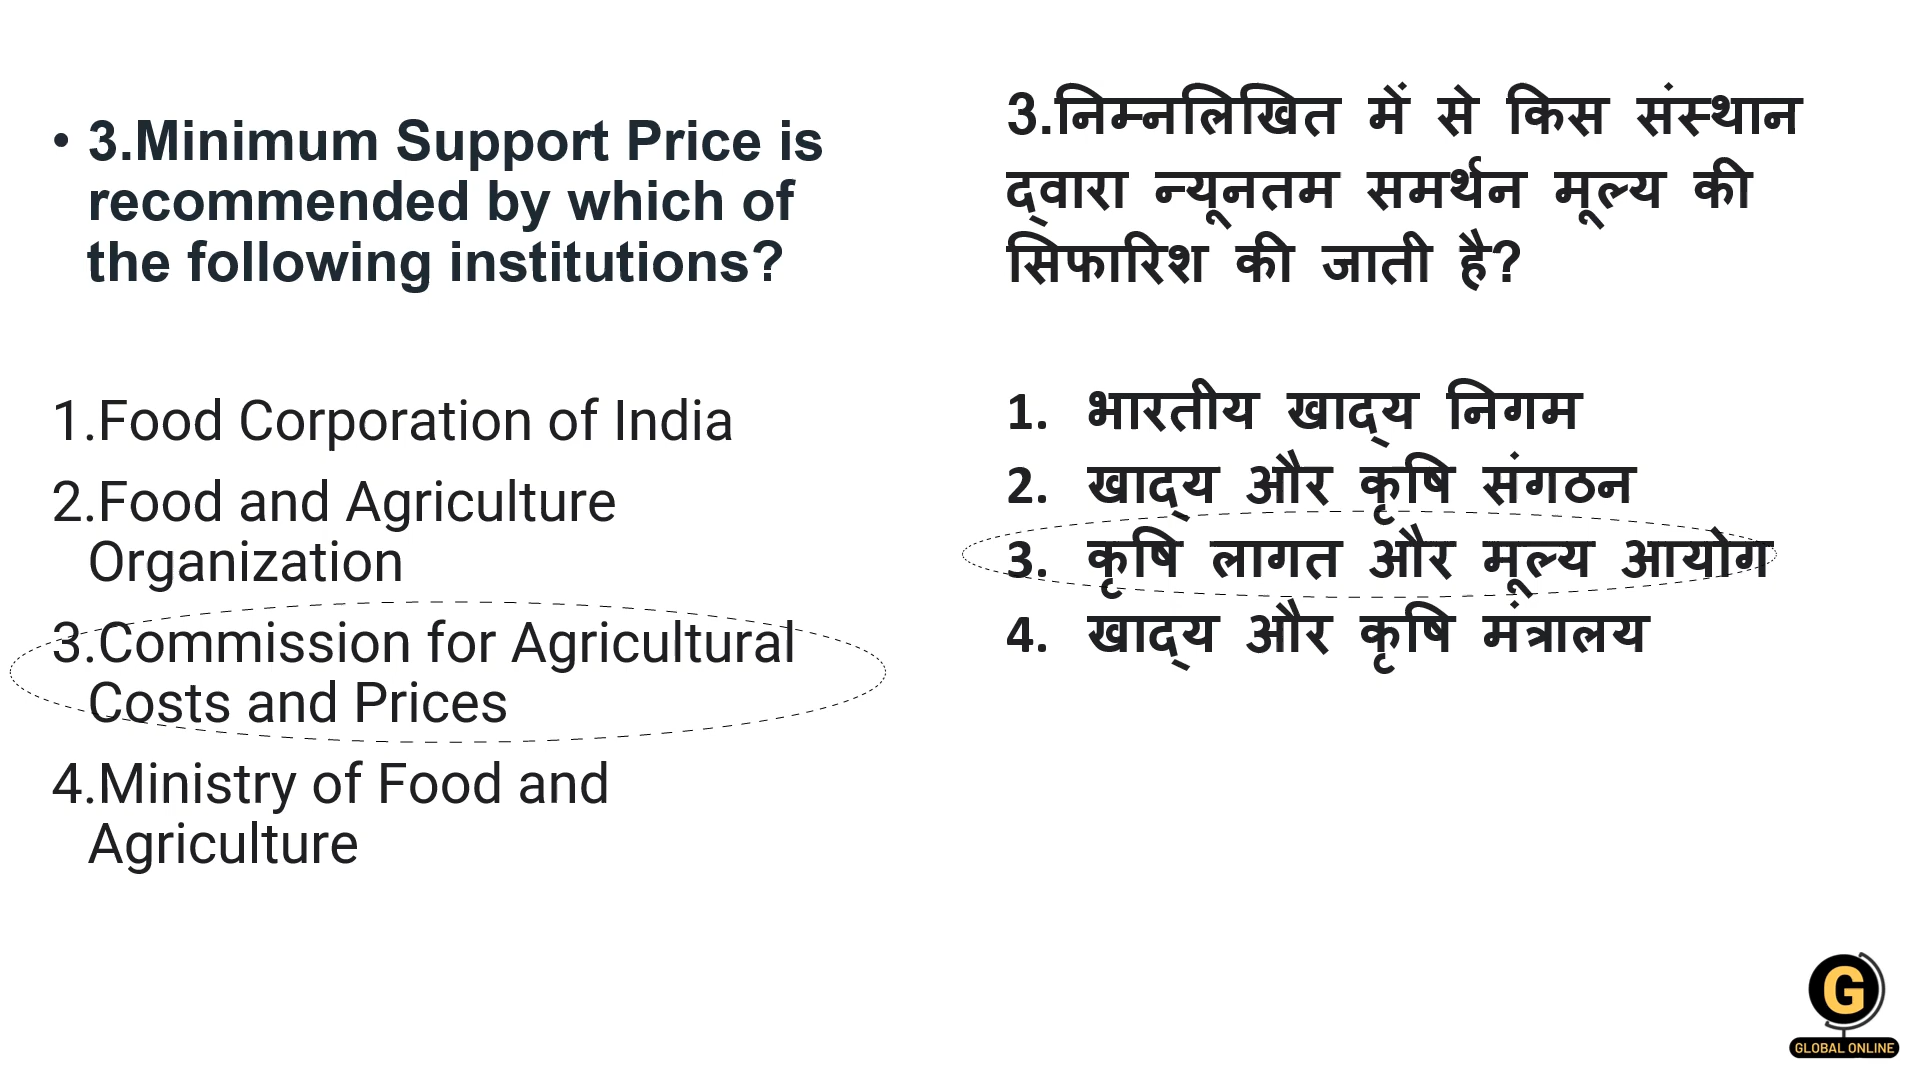 • 3.Minimum Support Price is
recommended by which of
the following institutions?
1.Food Corporation of India
2.Food and Agriculture
Organization
3.Commission for Agricultural
Costs and Prices
4.Ministry of Food and
Agriculture
3.निम्नलिखित में से किस संस्थान
द्वारा न्यूनतम समर्थन मूल्य की
सिफारिश की जाती है?
1. भारतीय खाद्य निगम
2. खाद्य और कृषि संगठन
3. कृषि लागत और मूल्य आयोग
4. खाद्य और कृषि मंत्रालय
G
GLOBAL ONLINE